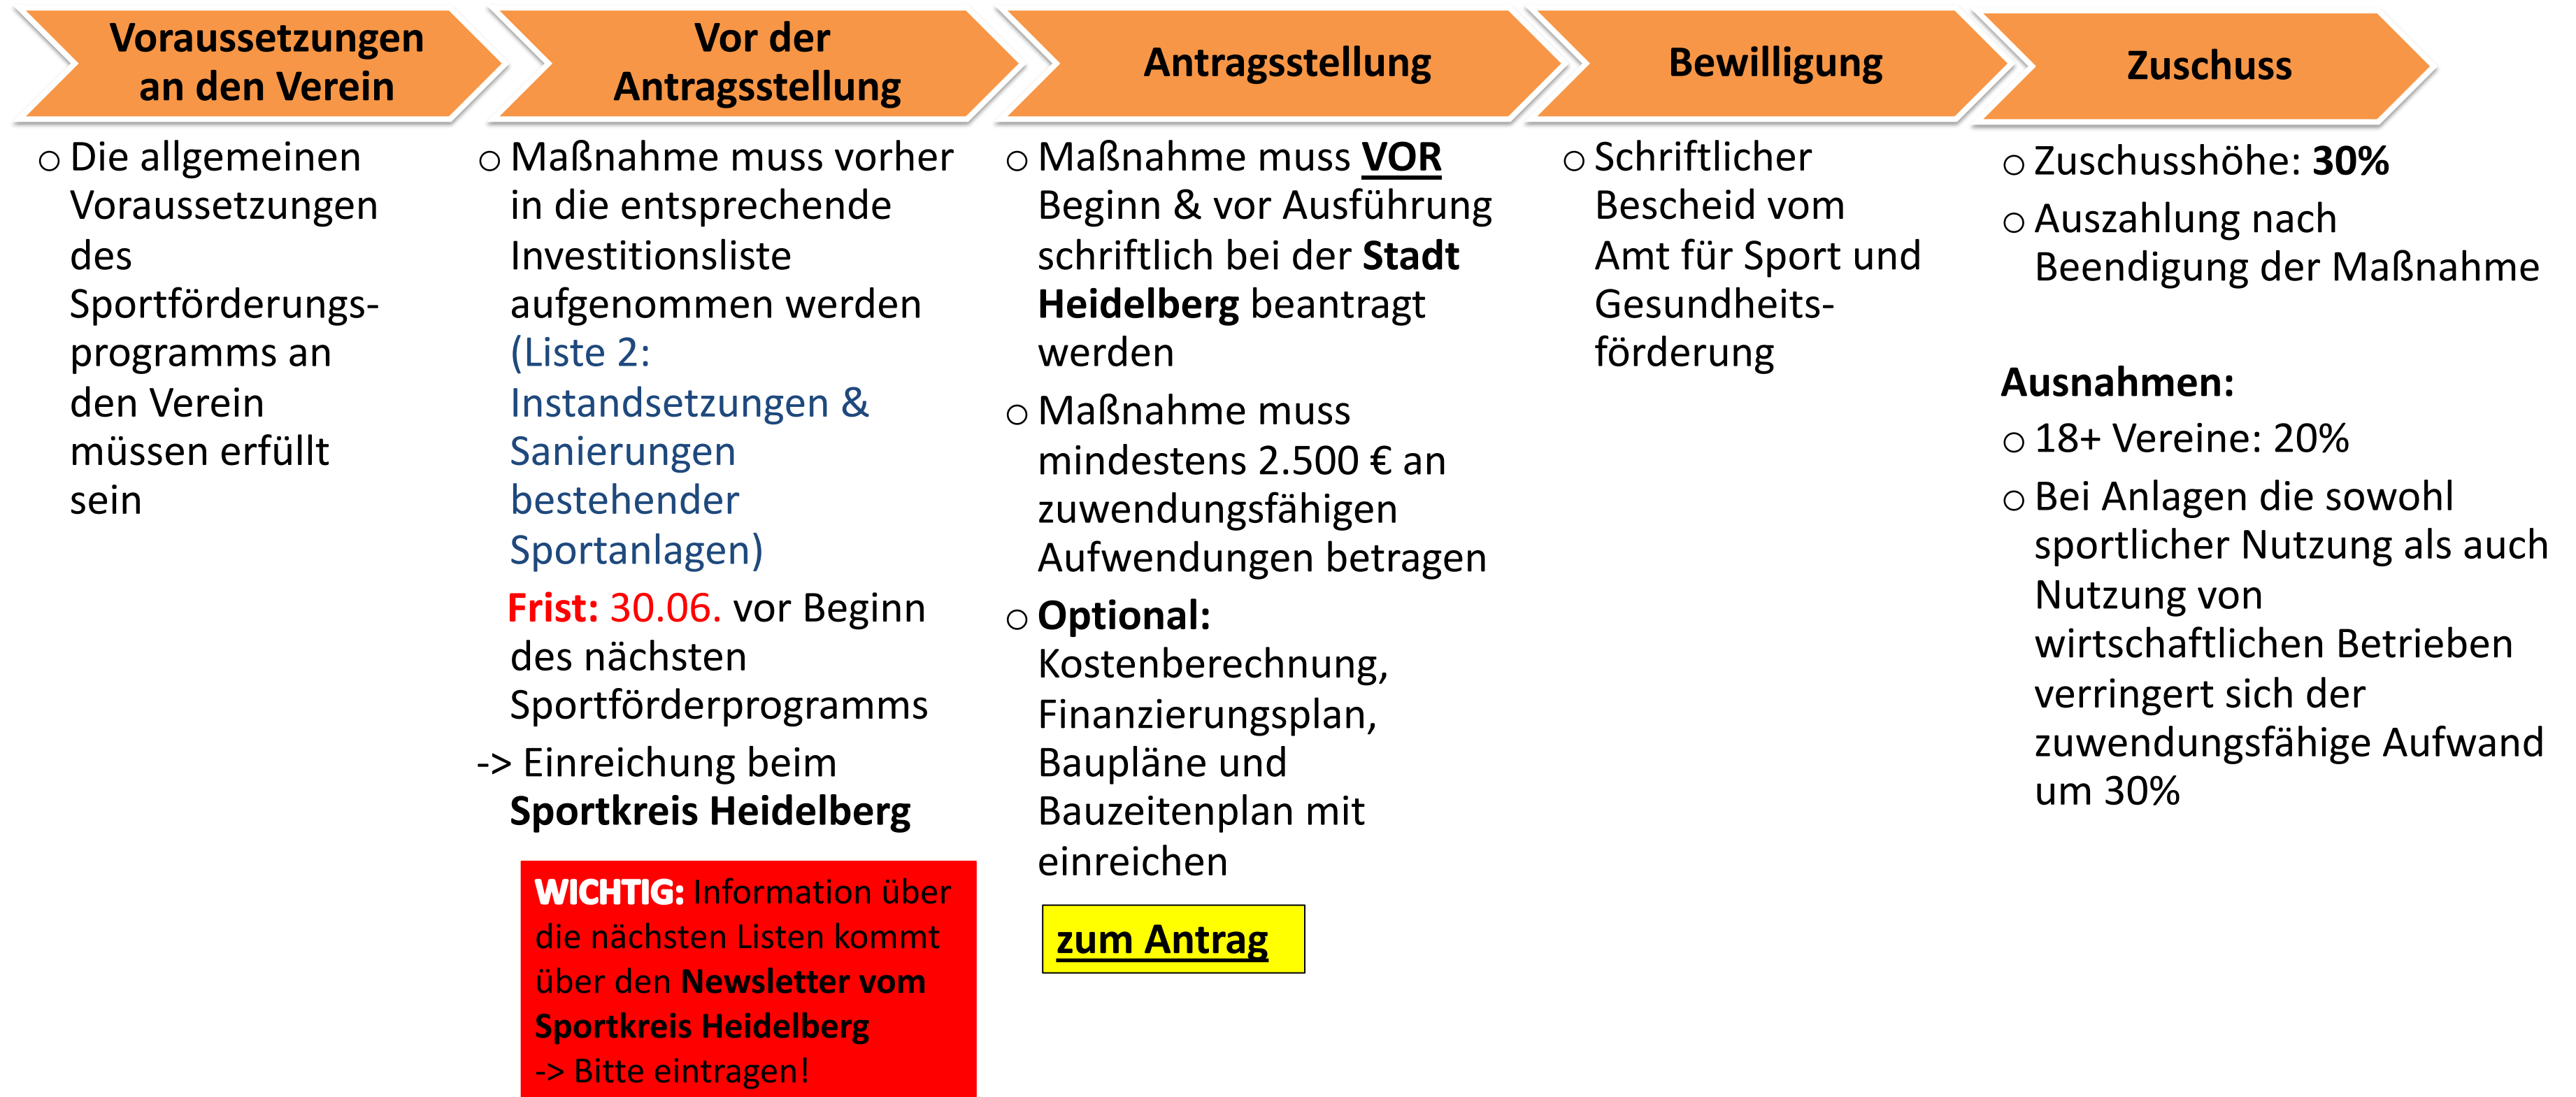 Voraussetzungen
an den Verein
Vor der
Antragsstellung
Antragsstellung
Bewilligung
Zuschuss
o Die allgemeinen
Voraussetzungen
des
Sportförderungs-
programms an
den Verein
müssen erfüllt
sein
o Maßnahme muss vorher
in die entsprechende
Investitionsliste
aufgenommen werden
(Liste 2:
Instandsetzungen &
Sanierungen
bestehender
Sportanlagen)
Frist: 30.06. vor Beginn
des nächsten
Sportförderprogramms
-> Einreichung beim
Sportkreis Heidelberg
WICHTIG: Information über
die nächsten Listen kommt
über den Newsletter vom
Sportkreis Heidelberg
-> Bitte eintragen!
o Maßnahme muss VOR
Beginn & vor Ausführung
schriftlich bei der Stadt
Heidelberg beantragt
werden
o Maßnahme muss
mindestens 2.500 € an
zuwendungsfähigen
Aufwendungen betragen
o Optional:
Kostenberechnung,
Finanzierungsplan,
Baupläne und
Bauzeitenplan mit
einreichen
zum Antrag
o Schriftlicher
Bescheid vom
Amt für Sport und
Gesundheits-
förderung
o Zuschusshöhe: 30%
o Auszahlung nach
Beendigung der Maßnahme
Ausnahmen:
o 18+ Vereine: 20%
o Bei Anlagen die sowohl
sportlicher Nutzung als auch
Nutzung von
wirtschaftlichen Betrieben
verringert sich der
zuwendungsfähige Aufwand
um 30%